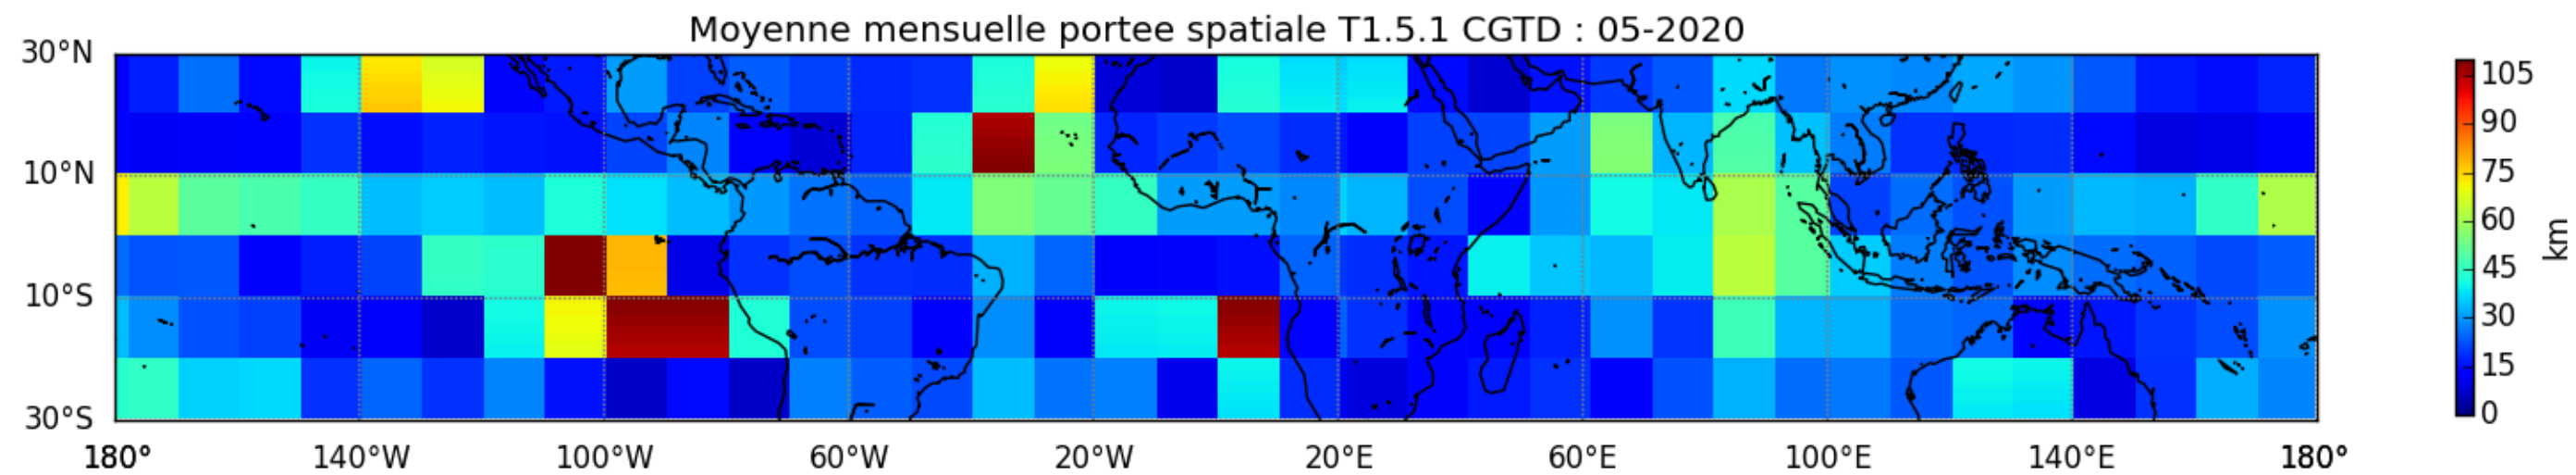 Moyenne mensuelle portee spatiale T1.5.1 CGTD : 05-2020
30°N
10°N
10°S
30°S
180° 140°W 100°W 60°W 20°W 20°E 60°E 100°E 140°E 180°
105
90
75
60
45
30
15
0
km